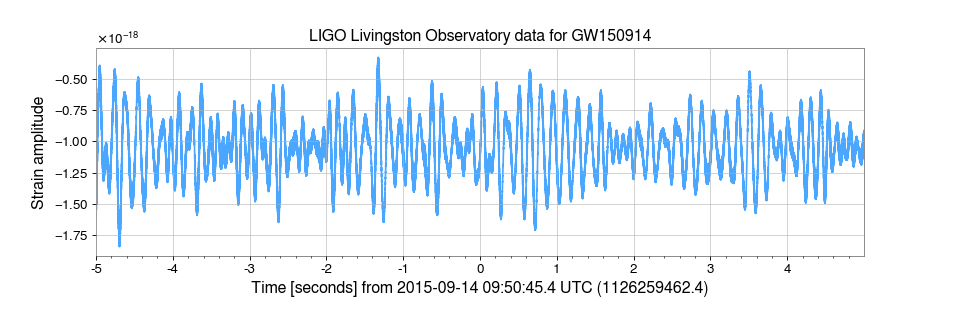 LIGO Livingston Observatory data for GW150914
×10⁻¹⁸
Strain amplitude
−0.50
−0.75
−1.00
−1.25
−1.50
−1.75
-5 -4 -3 -2 -1 0 1 2 3 4
Time [seconds] from 2015-09-14 09:50:45.4 UTC (1126259462.4)